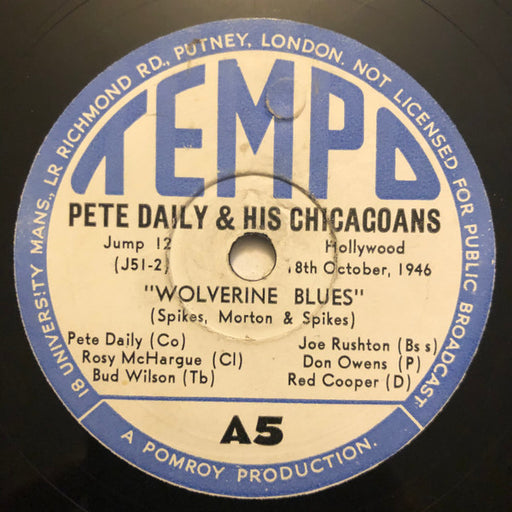 18 UNIVERSITY MANS., LR RICHMOND RD., PUTNEY, LONDON. NOT LICENSED FOR PUBLIC BROADCAST.
TEMPO
PETE DAILY & HIS CHICAGOANS
Jump 12 Hollywood
(J51-2) 18th October, 1946
"WOLVERINE BLUES"
(Spikes, Morton & Spikes)
Pete Daily (Co) Joe Rushton (Bs s)
Rosy McHargue (Cl) Don Owens (P)
Bud Wilson (Tb) Red Cooper (D)
A5
A POMROY PRODUCTION.